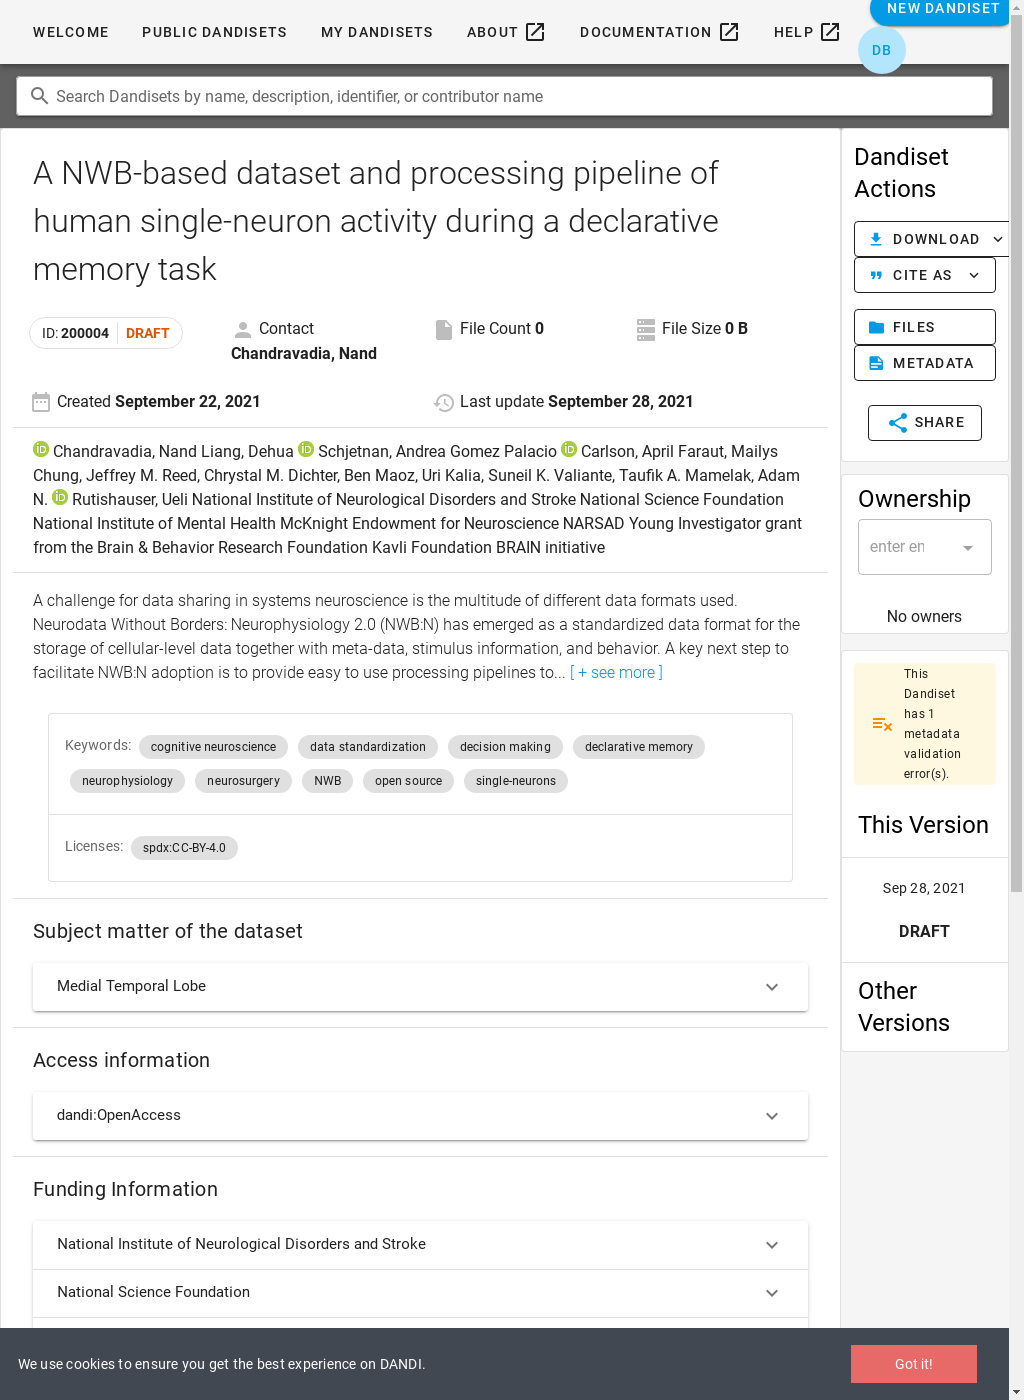 WELCOME PUBLIC DANDISETS MY DANDISETS ABOUT DOCUMENTATION HELP
NEW DANDISET
DB
Search Dandisets by name, description, identifier, or contributor name
A NWB-based dataset and processing pipeline of
human single-neuron activity during a declarative
memory task
ID: 200004 DRAFT
Contact
Chandravadia, Nand
File Count 0
File Size 0 B
Created September 22, 2021
Last update September 28, 2021
Chandravadia, Nand Liang, Dehua Schjetnan, Andrea Gomez Palacio Carlson, April Faraut, Mailys
Chung, Jeffrey M. Reed, Chrystal M. Dichter, Ben Maoz, Uri Kalia, Suneil K. Valiante, Taufik A. Mamelak, Adam
N. Rutishauser, Ueli National Institute of Neurological Disorders and Stroke National Science Foundation
National Institute of Mental Health McKnight Endowment for Neuroscience NARSAD Young Investigator grant
from the Brain & Behavior Research Foundation Kavli Foundation BRAIN initiative
A challenge for data sharing in systems neuroscience is the multitude of different data formats used.
Neurodata Without Borders: Neurophysiology 2.0 (NWB:N) has emerged as a standardized data format for the
storage of cellular-level data together with meta-data, stimulus information, and behavior. A key next step to
facilitate NWB:N adoption is to provide easy to use processing pipelines to... [ + see more ]
Keywords: cognitive neuroscience data standardization decision making declarative memory
neurophysiology neurosurgery NWB open source single-neurons
Licenses: spdx:CC-BY-4.0
Subject matter of the dataset
Medial Temporal Lobe
Access information
dandi:OpenAccess
Funding Information
National Institute of Neurological Disorders and Stroke
National Science Foundation
Dandiset
Actions
DOWNLOAD
CITE AS
FILES
METADATA
SHARE
Ownership
enter en
No owners
This
Dandiset
has 1
metadata
validation
error(s).
This Version
Sep 28, 2021
DRAFT
Other
Versions
We use cookies to ensure you get the best experience on DANDI.
Got it!